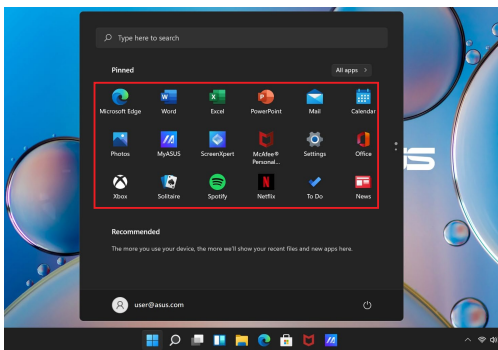 Type here to search
Pinned
All apps >
Microsoft Edge
Word
Excel
PowerPoint
Mail
Calendar
Photos
MyASUS
ScreenXpert
McAfee®
Personal...
Settings
Office
Xbox
Solitaire
Spotify
Netflix
To Do
News
Recommended
The more you use your device, the more we'll show your recent files and new apps here.
user@asus.com